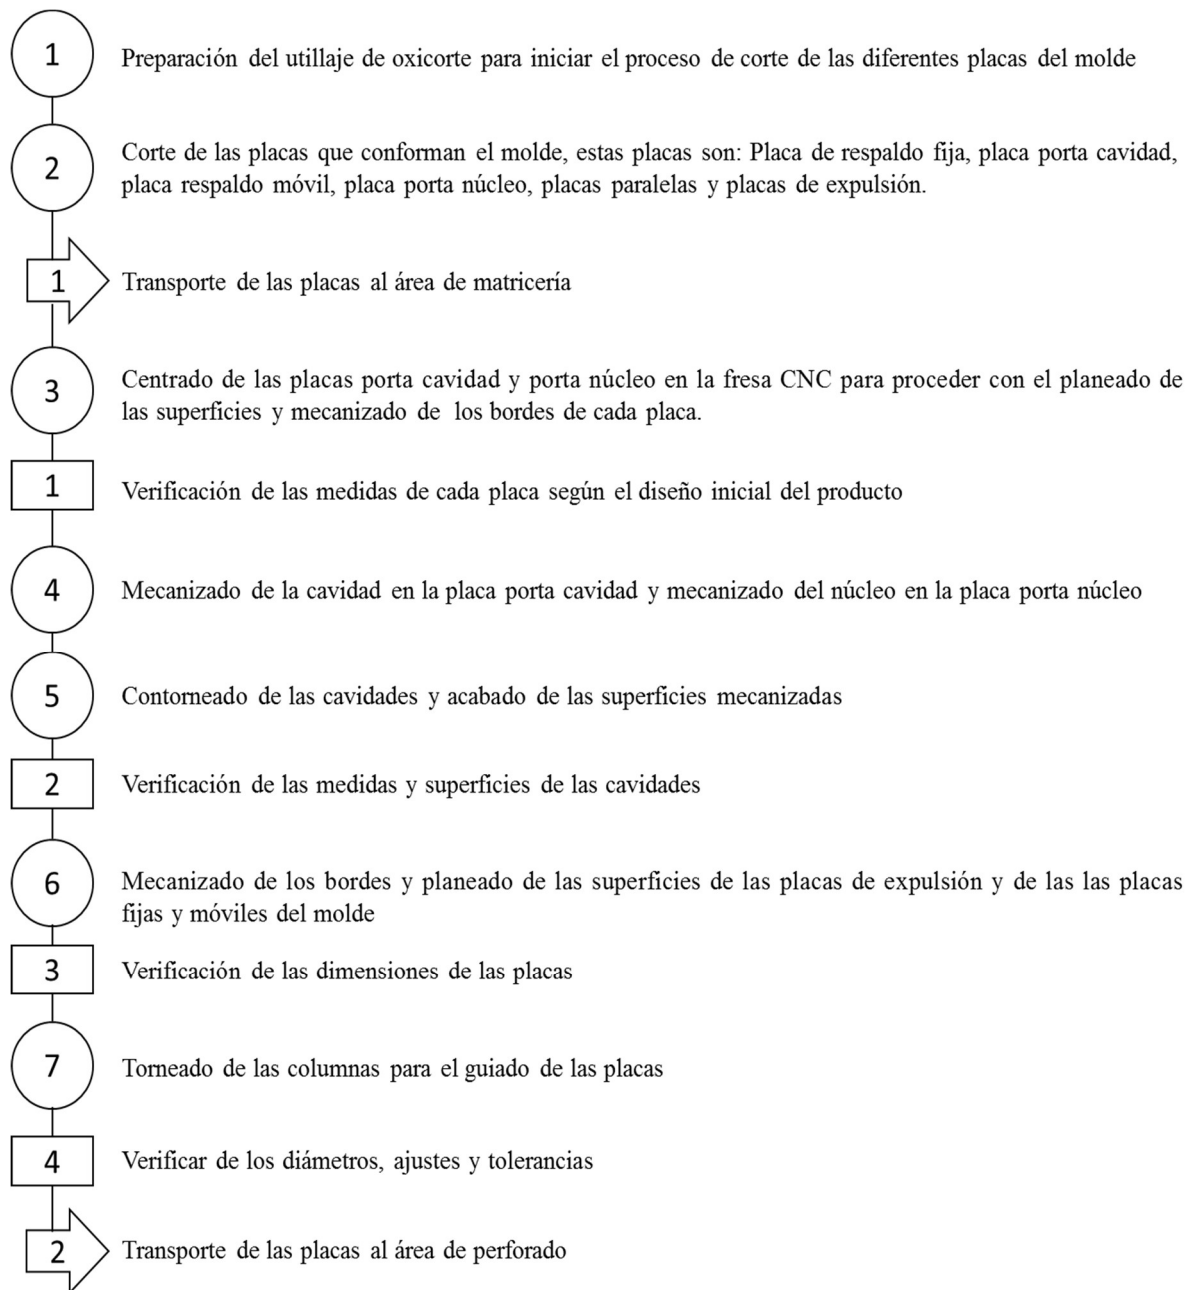 1
Preparación del utillaje de oxicorte para iniciar el proceso de corte de las diferentes placas del molde
2
Corte de las placas que conforman el molde, estas placas son: Placa de respaldo fija, placa porta cavidad,
placa respaldo móvil, placa porta núcleo, placas paralelas y placas de expulsión.
1
Transporte de las placas al área de matricería
3
Centrado de las placas porta cavidad y porta núcleo en la fresa CNC para proceder con el planeado de
las superficies y mecanizado de los bordes de cada placa.
1
Verificación de las medidas de cada placa según el diseño inicial del producto
4
Mecanizado de la cavidad en la placa porta cavidad y mecanizado del núcleo en la placa porta núcleo
5
Contorneado de las cavidades y acabado de las superficies mecanizadas
2
Verificación de las medidas y superficies de las cavidades
6
Mecanizado de los bordes y planeado de las superficies de las placas de expulsión y de las las placas
fijas y móviles del molde
3
Verificación de las dimensiones de las placas
7
Torneado de las columnas para el guiado de las placas
4
Verificar de los diámetros, ajustes y tolerancias
2
Transporte de las placas al área de perforado